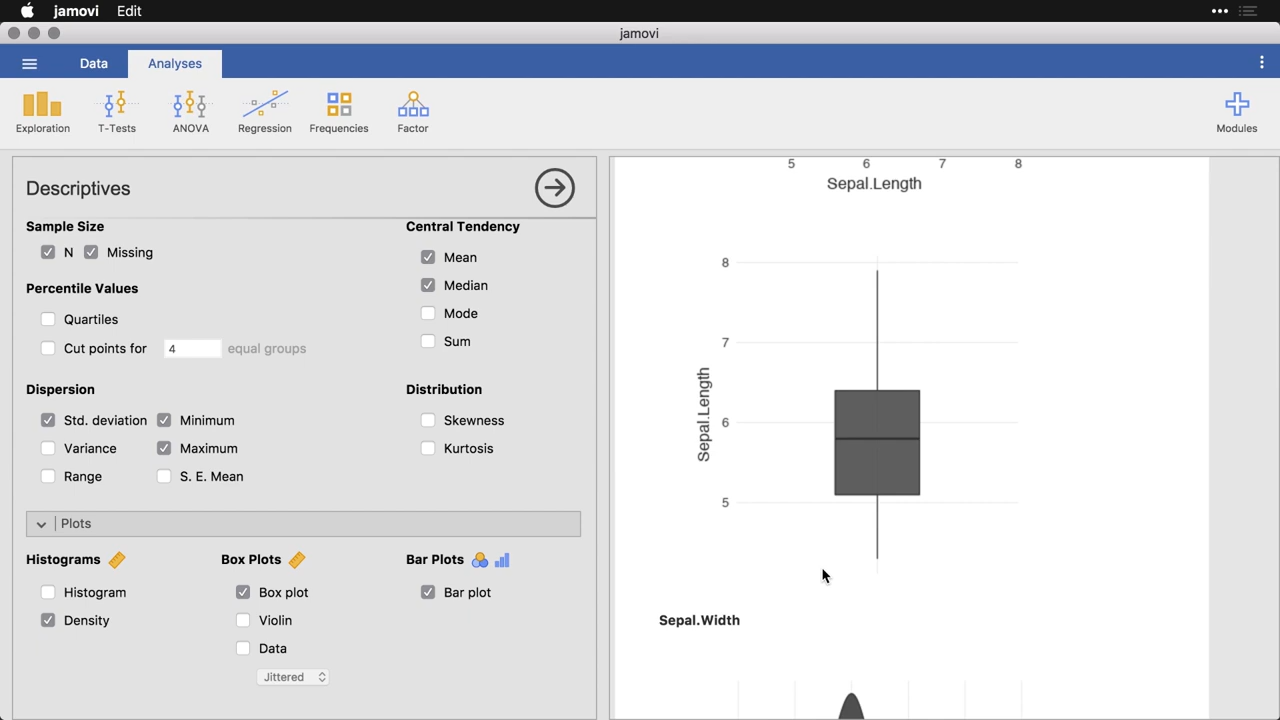 jamovi Edit
jamovi
Data Analyses
Exploration T-Tests ANOVA Regression Frequencies Factor Modules
Descriptives
Sample Size
N Missing
Percentile Values
Quartiles
Cut points for 4 equal groups
Central Tendency
Mean
Median
Mode
Sum
Dispersion
Std. deviation Minimum
Variance Maximum
Range S. E. Mean
Distribution
Skewness
Kurtosis
Plots
Histograms
Histogram
Density
Box Plots
Box plot
Violin
Data
Jittered
Bar Plots
Bar plot
5 6 7 8
Sepal.Length
8
7
6
5
Sepal.Length
Sepal.Width